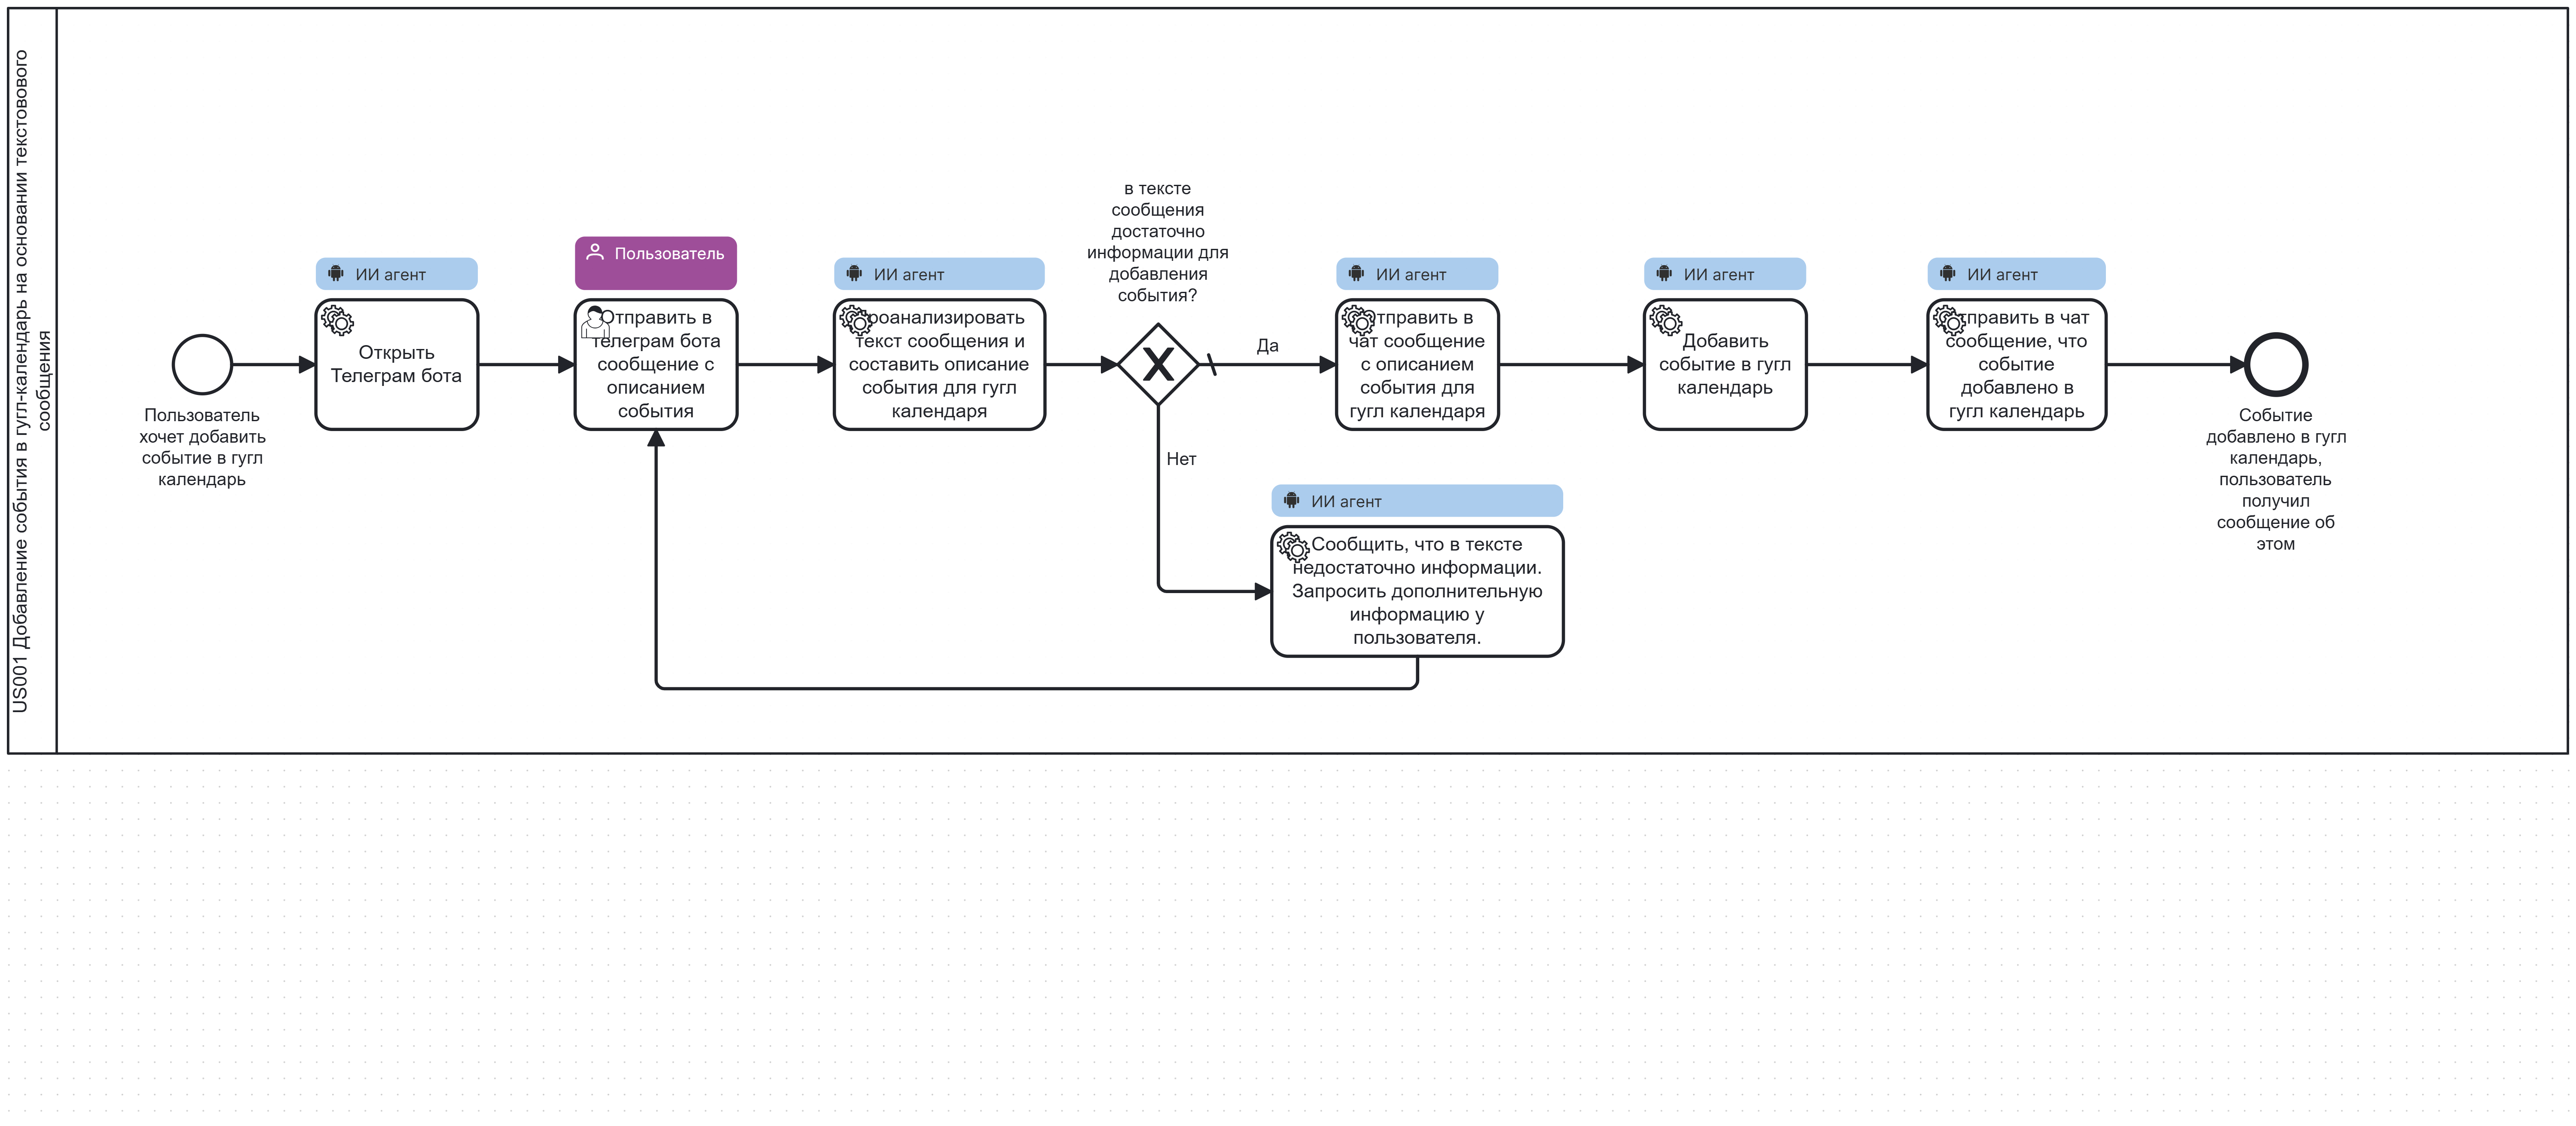 US001 Добавление события в гугл-календарь на основании текстовового
сообщения
Пользователь
хочет добавить
событие в гугл
календарь
ИИ агент
Открыть
Телеграм бота
Пользователь
Отправить в
телеграм бота
сообщение с
описанием
события
ИИ агент
Проанализировать
текст сообщения и
составить описание
события для гугл
календаря
в тексте
сообщения
достаточно
информации для
добавления
события?
Да
Нет
ИИ агент
Отправить в
чат сообщение
с описанием
события для
гугл календаря
ИИ агент
Добавить
событие в гугл
календарь
ИИ агент
Отправить в чат
сообщение, что
событие
добавлено в
гугл календарь
Событие
добавлено в гугл
календарь,
пользователь
получил
сообщение об
этом
ИИ агент
Сообщить, что в тексте
недостаточно информации.
Запросить дополнительную
информацию у
пользователя.